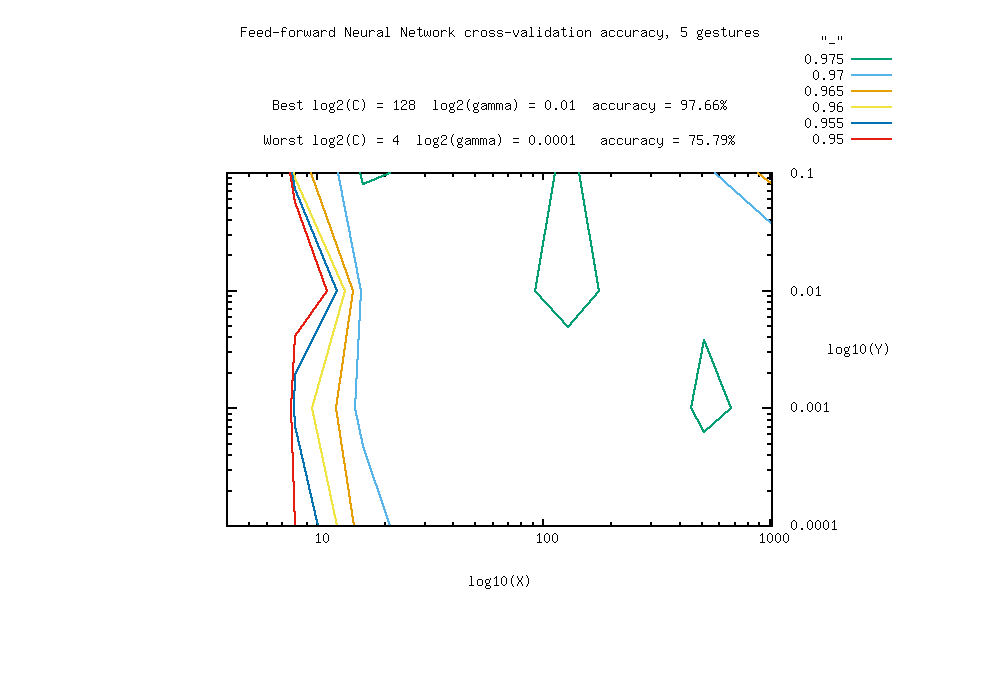 Feed-forward Neural Network cross-validation accuracy, 5 gestures
"_"
0.975
0.97
0.965
0.96
0.955
0.95
Best log2(C) = 128  log2(gamma) = 0.01  accuracy = 97.66%
Worst log2(C) = 4  log2(gamma) = 0.0001   accuracy = 75.79%
0.1
0.01
log10(Y)
0.001
0.0001
10
100
1000
log10(X)